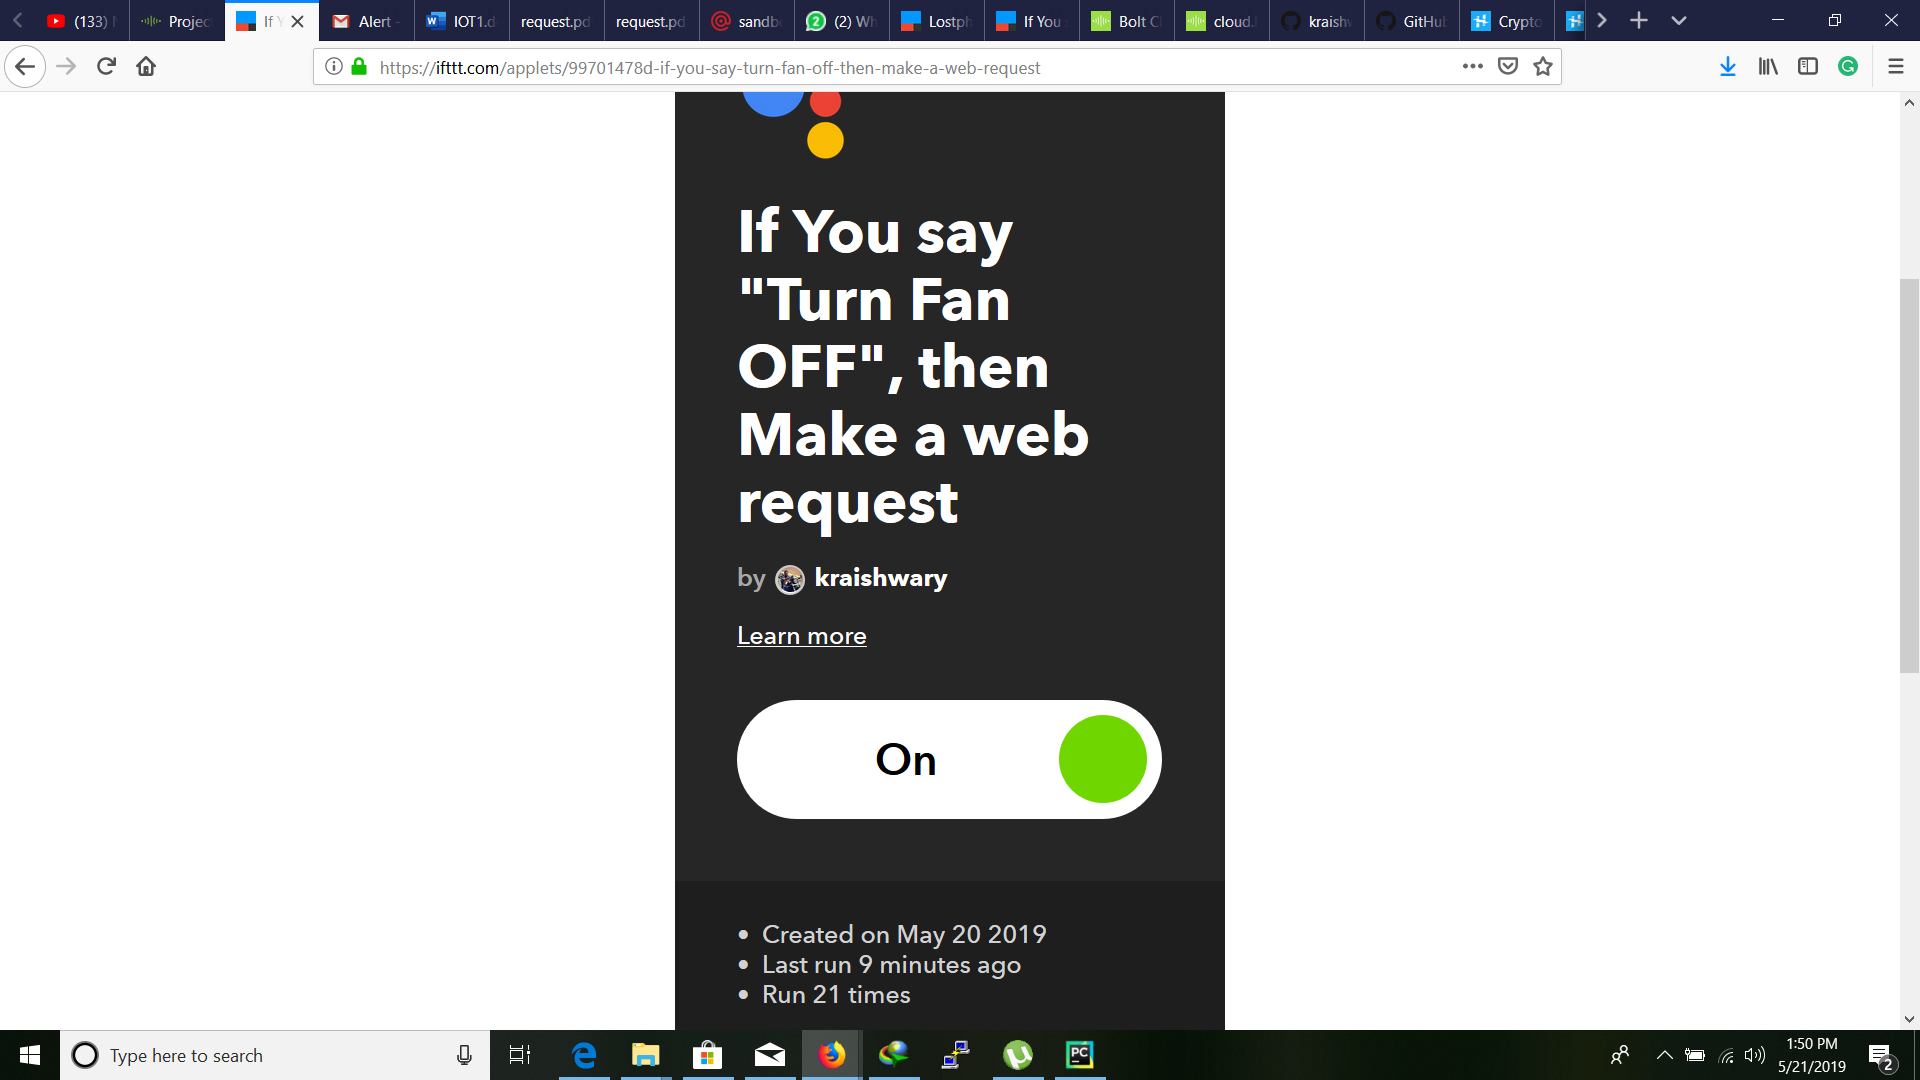 (133) 
Projec
If Y
Alert -
IOT1.d
request.pd
request.pd
sandb
(2) Wh
Lostph
If You
Bolt Cl
cloud.
kraishw
GitHub
Crypto
https://ifttt.com/applets/99701478d-if-you-say-turn-fan-off-then-make-a-web-request
If You say
"Turn Fan
OFF", then
Make a web
request
by kraishwary
Learn more
On
• Created on May 20 2019
• Last run 9 minutes ago
• Run 21 times
Type here to search
1:50 PM
5/21/2019
2